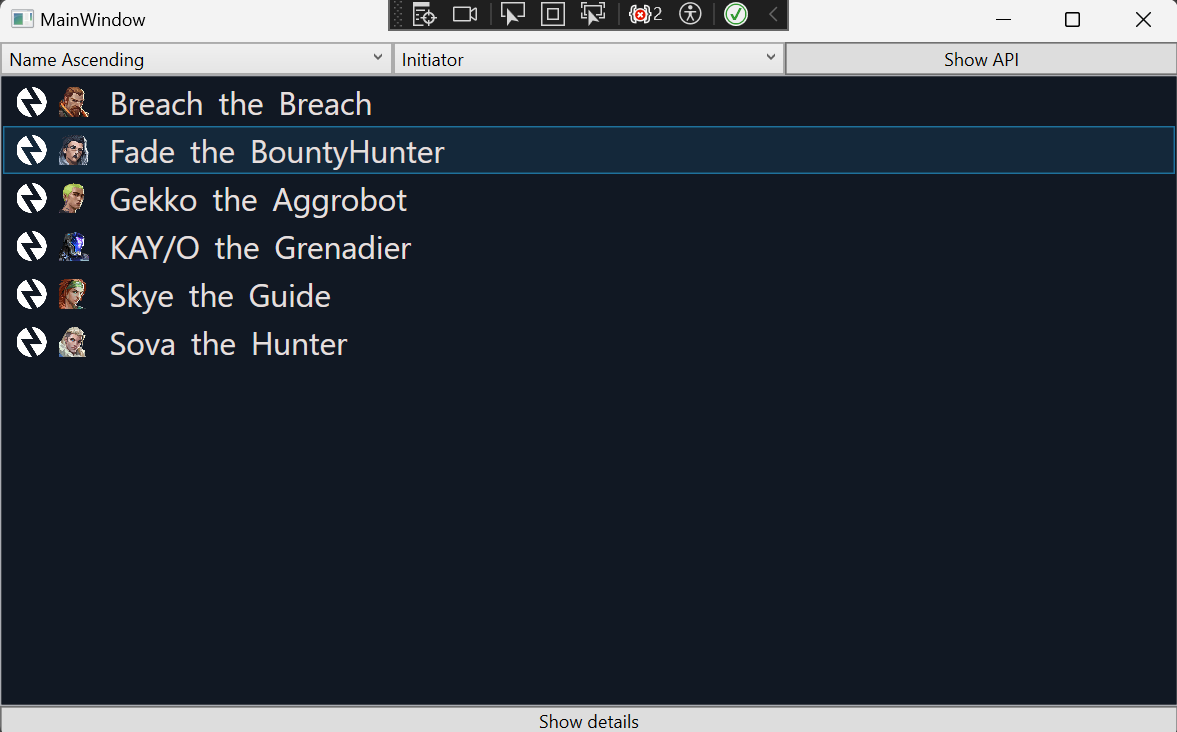 MainWindow
2
Name Ascending
Initiator
Show API
Breach the Breach
Fade the BountyHunter
Gekko the Aggrobot
KAY/O the Grenadier
Skye the Guide
Sova the Hunter
Show details